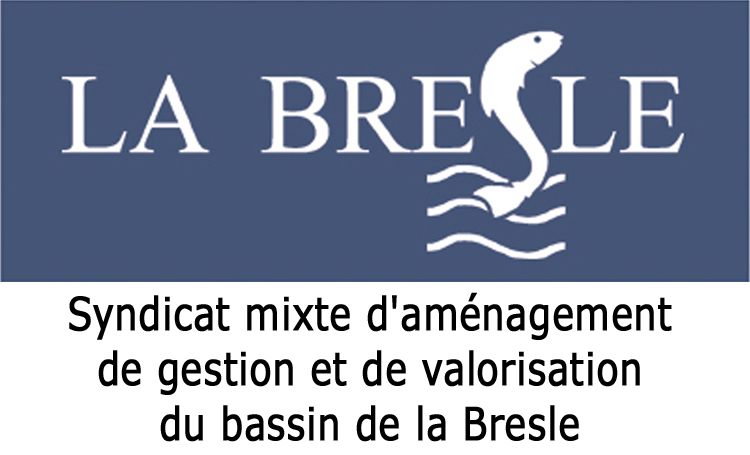 LA BRESLE
Syndicat mixte d'aménagement
de gestion et de valorisation
du bassin de la Bresle